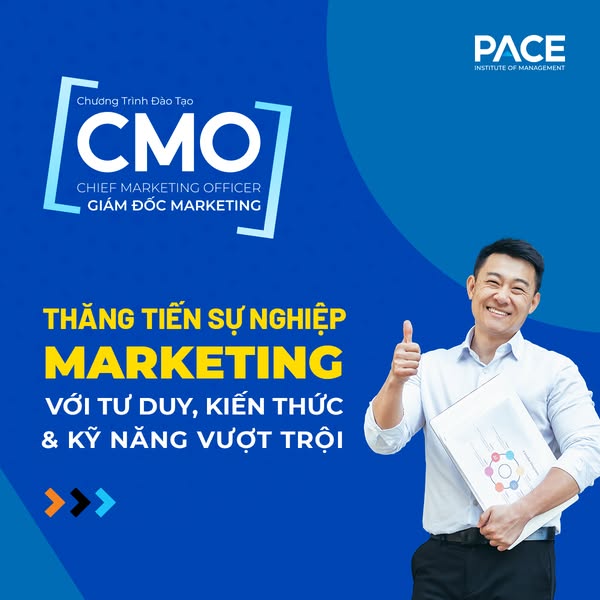 PACE
INSTITUTE OF MANAGEMENT
Chương Trình Đào Tạo
CMO
CHIEF MARKETING OFFICER
GIÁM ĐỐC MARKETING
THĂNG TIẾN SỰ NGHIỆP
MARKETING
VỚI TƯ DUY, KIẾN THỨC
& KỸ NĂNG VƯỢT TRỘI